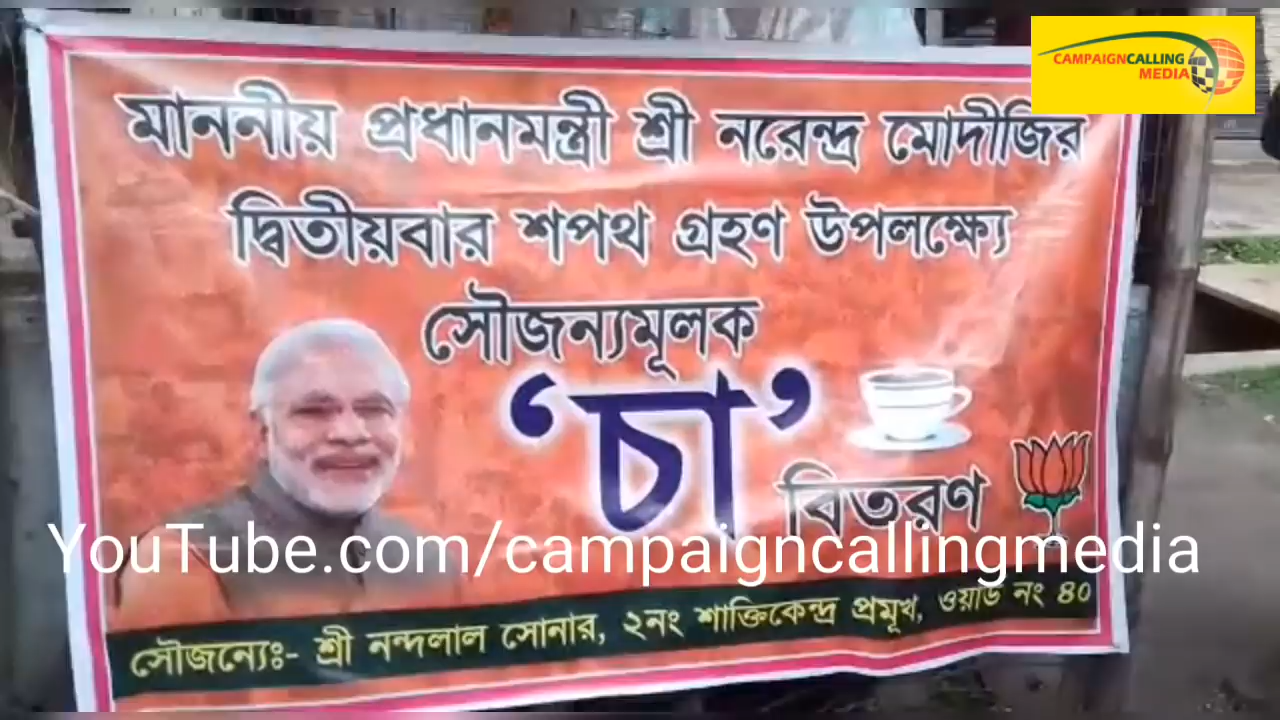 CAMPAIGNCALLING
MEDIA
মাননীয় প্রধানমন্ত্রী শ্রী নরেন্দ্র মোদীজির
দ্বিতীয়বার শপথ গ্রহণ উপলক্ষ্যে
সৌজন্যমূলক
‘চা’
বিতরণ
YouTube.com/campaigncallingmedia
সৌজন্যেঃ- শ্রী নন্দলাল সোনার, ২নং শাক্তিকেন্দ্র প্রমূখ, ওয়ার্ড নং ৪০